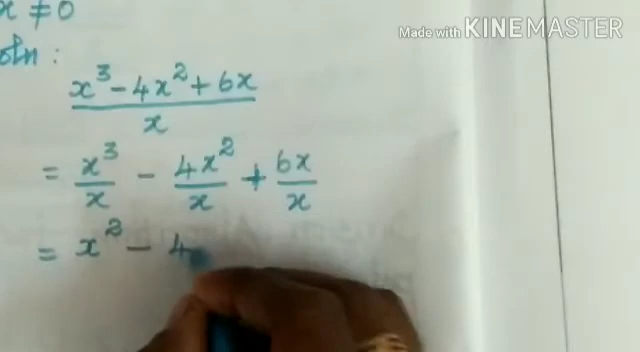 x ≠ 0
Made with KINEMASTER
soln :
x³ - 4x² + 6x / x
= x³/x - 4x²/x + 6x/x
= x² - 4